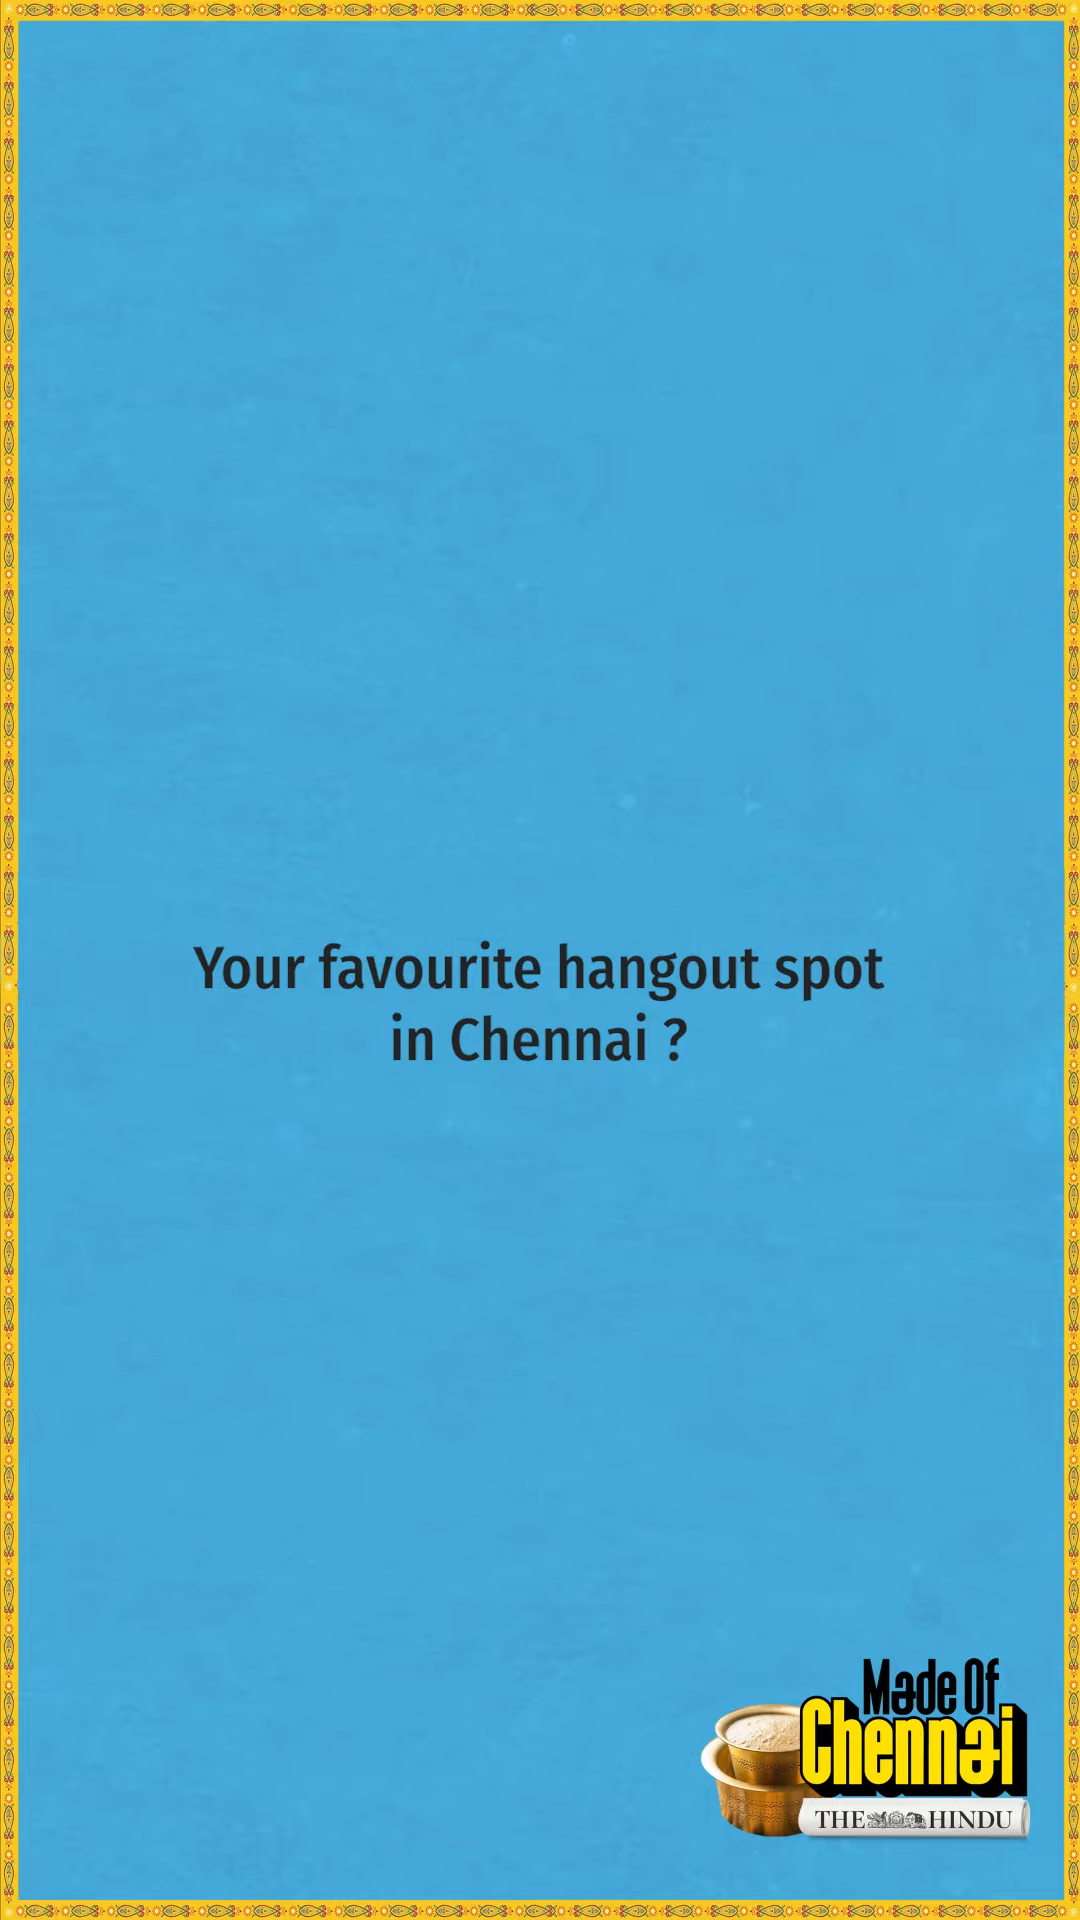 Your favourite hangout spot
in Chennai ?
Made Of
Chennai
THE HINDU